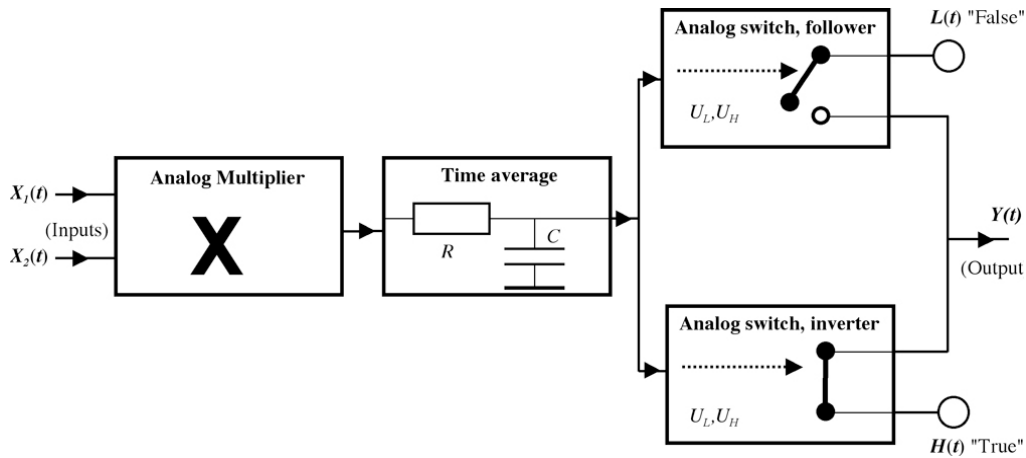 Analog switch, follower
L(t) "False"
U_L,U_H
Analog Multiplier
Time average
X_1(t)
(Inputs)
X_2(t)
X
R
C
Y(t)
(Output
Analog switch, inverter
U_L,U_H
H(t) "True"